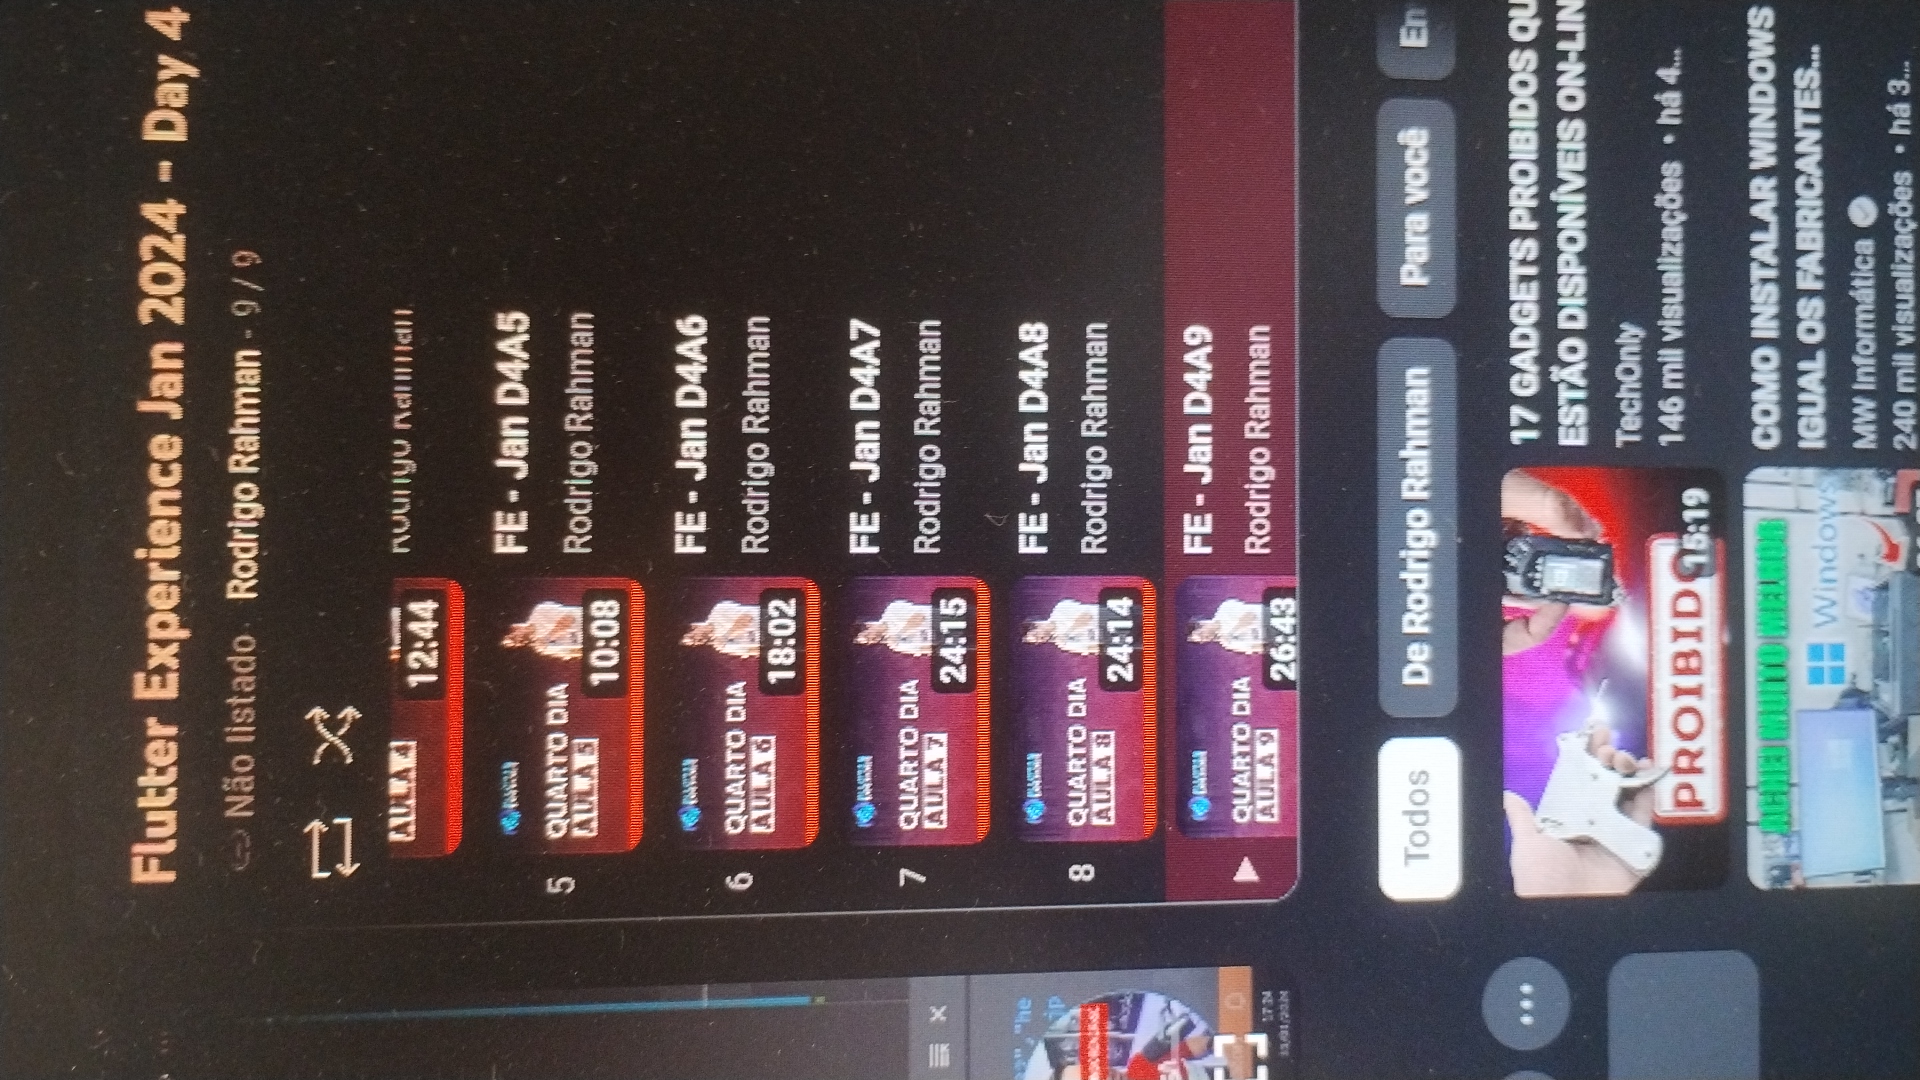 Flutter Experience Jan 2024 - Day 4
Não listado
Rodrigo Rahman - 9 / 9
AULA 4
12:44
Rodrigo Rahman
5
QUARTO DIA
AULA 5
10:08
FE - Jan D4A5
Rodrigo Rahman
6
QUARTO DIA
AULA 6
18:02
FE - Jan D4A6
Rodrigo Rahman
7
QUARTO DIA
AULA 7
24:15
FE - Jan D4A7
Rodrigo Rahman
8
QUARTO DIA
AULA 8
24:14
FE - Jan D4A8
Rodrigo Rahman
QUARTO DIA
AULA 9
26:43
FE - Jan D4A9
Rodrigo Rahman
17:24
31/01/2024
Todos
De Rodrigo Rahman
Para você
En
PROIBIDO
15:19
17 GADGETS PROIBIDOS QU
ESTÃO DISPONÍVEIS ON-LIN
TechOnly
146 mil visualizações • há 4...
ACHEI MUITO MELHOR
Windows
COMO INSTALAR WINDOWS
IGUAL OS FABRICANTES...
MW Informática
240 mil visualizações • há 3...